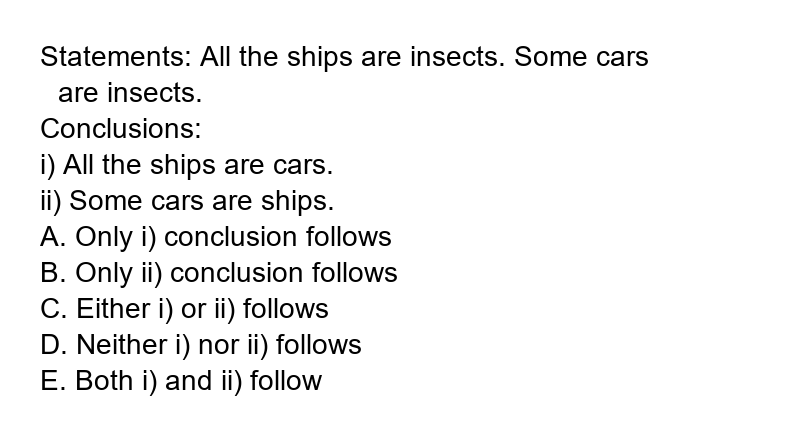 Statements: All the ships are insects. Some cars
are insects.
Conclusions:
i) All the ships are cars.
ii) Some cars are ships.
A. Only i) conclusion follows
B. Only ii) conclusion follows
C. Either i) or ii) follows
D. Neither i) nor ii) follows
E. Both i) and ii) follow